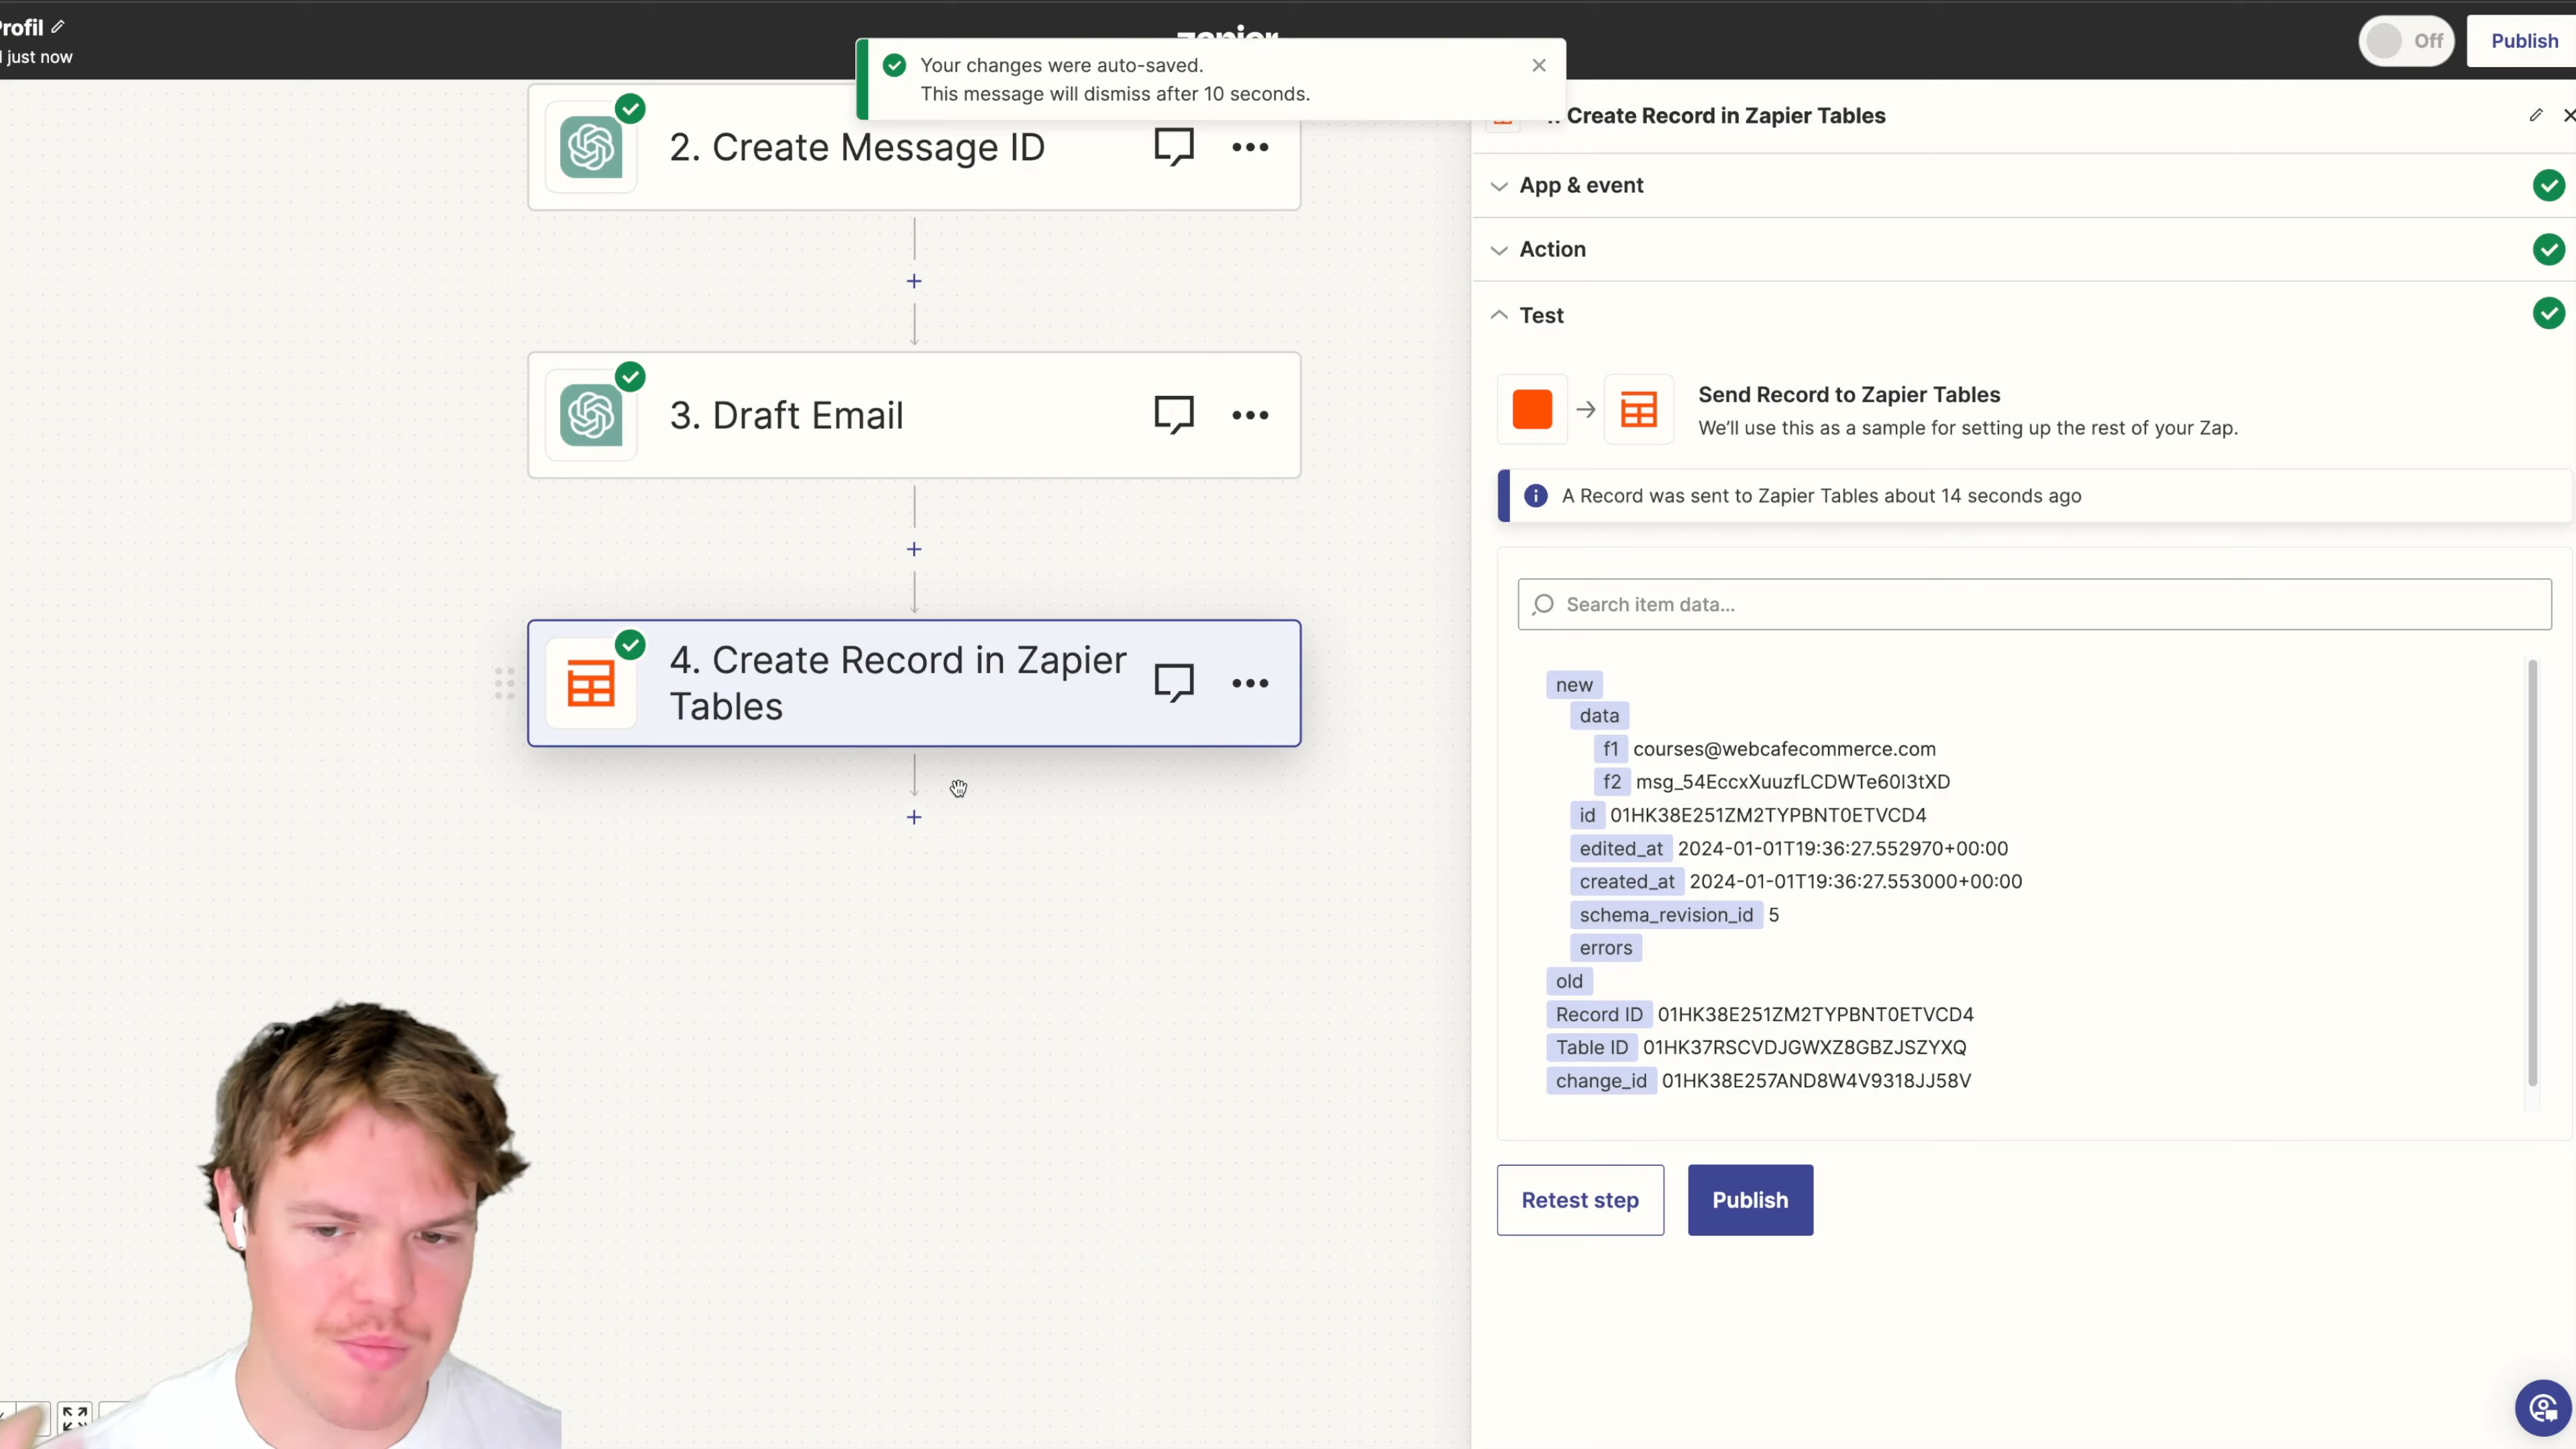 Profil
just now
zapier
Off
Publish
Your changes were auto-saved.
This message will dismiss after 10 seconds.
2. Create Message ID
3. Draft Email
4. Create Record in Zapier
Tables
Create Record in Zapier Tables
App & event
Action
Test
Send Record to Zapier Tables
We'll use this as a sample for setting up the rest of your Zap.
A Record was sent to Zapier Tables about 14 seconds ago
Search item data...
new
data
f1 courses@webcafecommerce.com
f2 msg_54EccxXuuzfLCDWTe60I3tXD
id 01HK38E251ZM2TYPBNT0ETVCD4
edited_at 2024-01-01T19:36:27.552970+00:00
created_at 2024-01-01T19:36:27.553000+00:00
schema_revision_id 5
errors
old
Record ID 01HK38E251ZM2TYPBNT0ETVCD4
Table ID 01HK37RSCVDJGWXZ8GBZJSZYXQ
change_id 01HK38E257AND8W4V9318JJ58V
Retest step
Publish